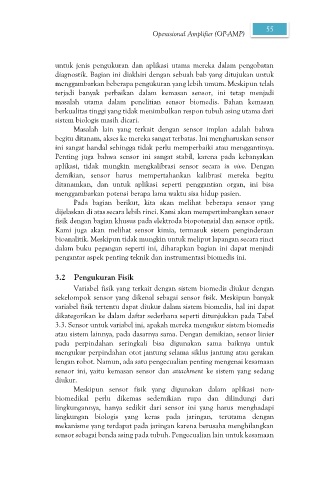 Operasional Amplifier (OP-AMP)
55
untuk jenis pengukuran dan aplikasi utama mereka dalam pengobatan
diagnostik. Bagian ini diakhiri dengan sebuah bab yang ditujukan untuk
menggambarkan beberapa pengukuran yang lebih umum. Meskipun telah
terjadi banyak perbaikan dalam kemasan sensor, ini tetap menjadi
masalah utama dalam penelitian sensor biomedis. Bahan kemasan
berkualitas tinggi yang tidak menimbulkan respon tubuh asing utama dari
sistem biologis masih dicari.
Masalah lain yang terkait dengan sensor implan adalah bahwa
begitu ditanam, akses ke mereka sangat terbatas. Ini mengharuskan sensor
ini sangat handal sehingga tidak perlu memperbaiki atau menggantinya.
Penting juga bahwa sensor ini sangat stabil, karena pada kebanyakan
aplikasi, tidak mungkin mengkalibrasi sensor secara in vivo. Dengan
demikian, sensor harus mempertahankan kalibrasi mereka begitu
ditanamkan, dan untuk aplikasi seperti penggantian organ, ini bisa
menggambarkan potensi berapa lama waktu sisa hidup pasien.
Pada bagian berikut, kita akan melihat beberapa sensor yang
dijelaskan di atas secara lebih rinci. Kami akan mempertimbangkan sensor
fisik dengan bagian khusus pada elektroda biopotensial dan sensor optik.
Kami juga akan melihat sensor kimia, termasuk sistem penginderaan
bioanalitik. Meskipun tidak mungkin untuk meliput lapangan secara rinci
dalam buku pegangan seperti ini, diharapkan bagian ini dapat menjadi
pengantar aspek penting teknik dan instrumentasi biomedis ini.
3.2 Pengukuran Fisik
Variabel fisik yang terkait dengan sistem biomedis diukur dengan
sekelompok sensor yang dikenal sebagai sensor fisik. Meskipun banyak
variabel fisik tertentu dapat diukur dalam sistem biomedis, hal ini dapat
dikategorikan ke dalam daftar sederhana seperti ditunjukkan pada Tabel
3.3. Sensor untuk variabel ini, apakah mereka mengukur sistem biomedis
atau sistem lainnya, pada dasarnya sama. Dengan demikian, sensor linier
pada perpindahan seringkali bisa digunakan sama baiknya untuk
mengukur perpindahan otot jantung selama siklus jantung atau gerakan
lengan robot. Namun, ada satu pengecualian penting mengenai kesamaan
sensor ini, yaitu kemasan sensor dan attachment ke sistem yang sedang
diukur.
Meskipun sensor fisik yang digunakan dalam aplikasi non-
biomedikal perlu dikemas sedemikian rupa dan dilindungi dari
lingkungannya, hanya sedikit dari sensor ini yang harus menghadapi
lingkungan biologis yang keras pada jaringan, terutama dengan
mekanisme yang terdapat pada jaringan karena berusaha menghilangkan
sensor sebagai benda asing pada tubuh. Pengecualian lain untuk kesamaan